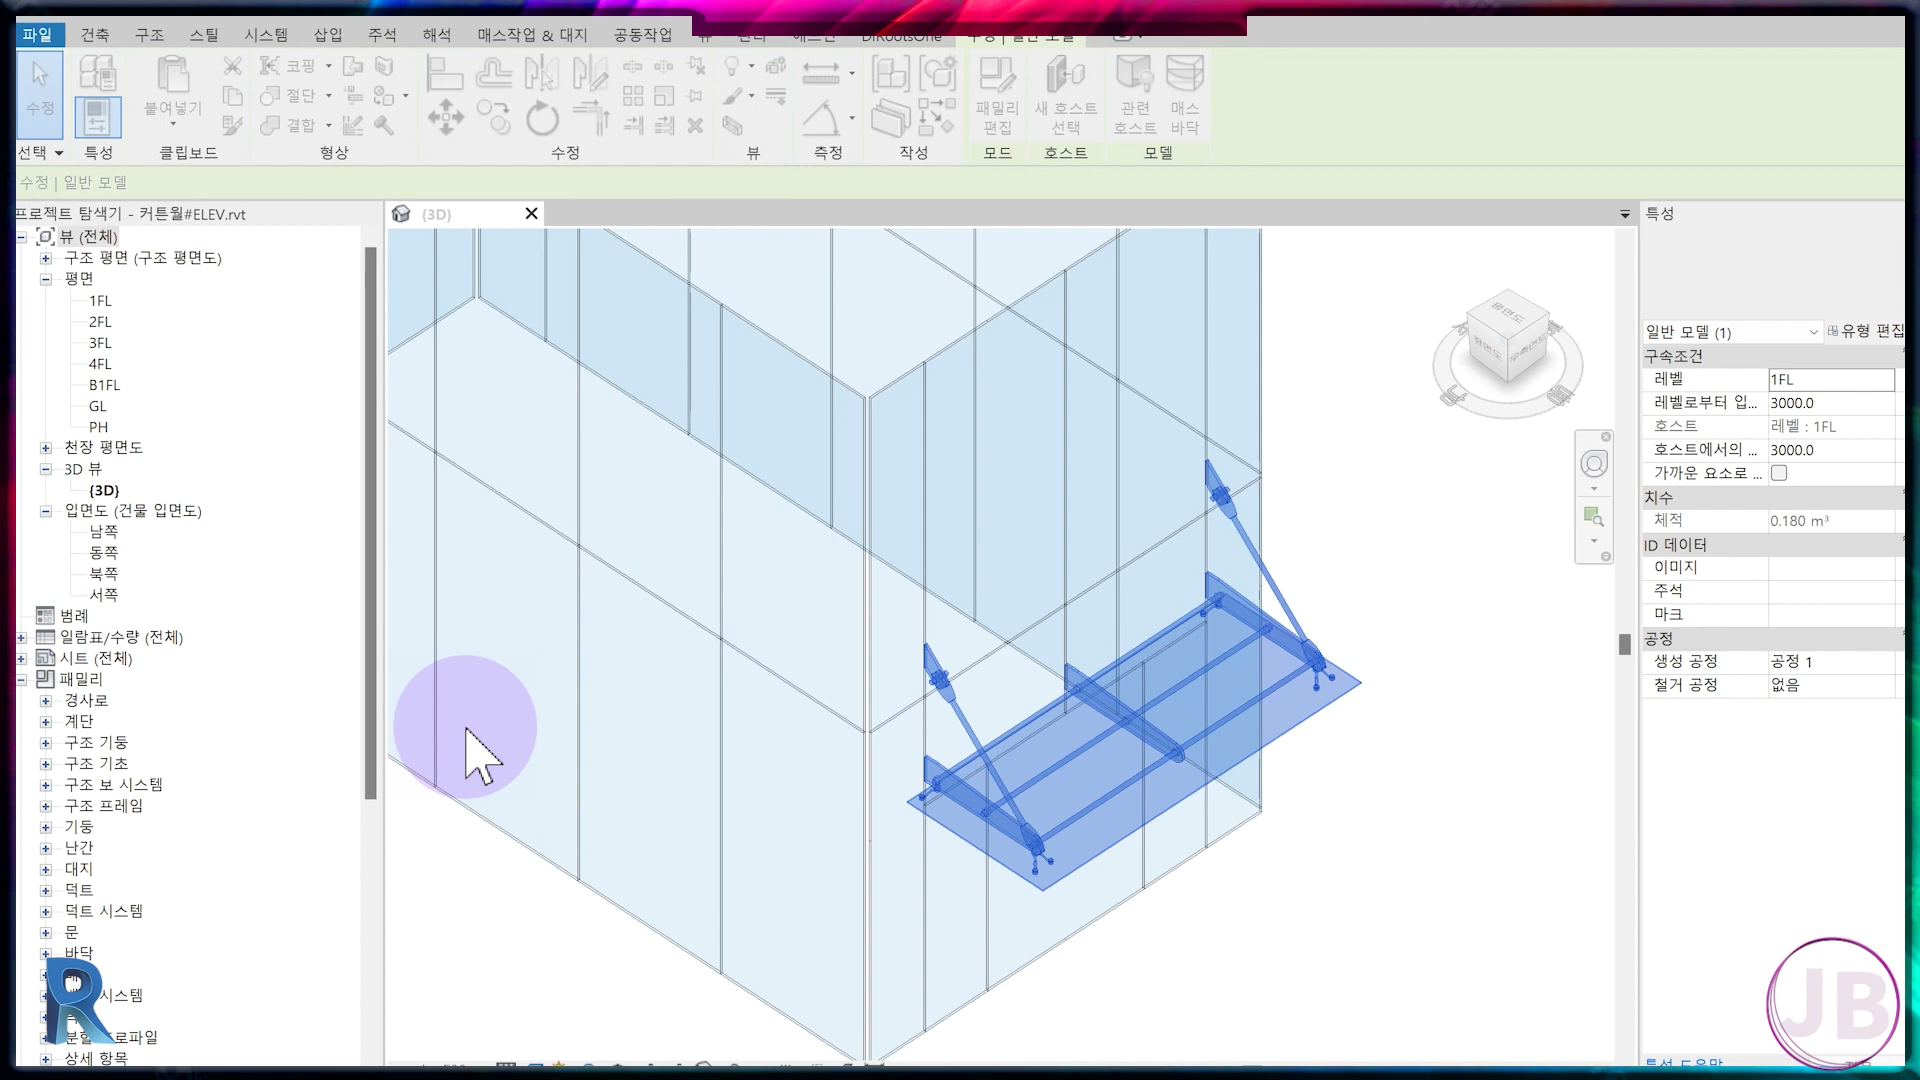 파일 건축 구조 스틸 시스템 삽입 주석 해석 매스작업 & 대지 공동작업
수정 붙여넣기 코핑 절단 결합 패밀리 편집 새 호스트 선택 관련 호스트 매스 바닥
선택 특성 클립보드 형상 수정 뷰 측정 작성 모드 호스트 모델
수정 | 일반 모델
프로젝트 탐색기 - 커튼월#ELEV.rvt
{3D}
특성
뷰 (전체)
구조 평면 (구조 평면도)
평면
1FL
2FL
3FL
4FL
B1FL
GL
PH
천장 평면도
3D 뷰
{3D}
입면도 (건물 입면도)
남쪽
동쪽
북쪽
서쪽
범례
일람표/수량 (전체)
시트 (전체)
패밀리
경사로
계단
구조 기둥
구조 기초
구조 보 시스템
구조 프레임
기둥
난간
대지
덕트
덕트 시스템
문
바닥
시스템
상세 항목
일반 모델 (1)
유형 편집
구속조건
레벨 1FL
레벨로부터 입... 3000.0
호스트 레벨 : 1FL
호스트에서의 ... 3000.0
가까운 요소로 ...
치수
체적 0.180 m³
ID 데이터
이미지
주석
마크
공정
생성 공정 공정 1
철거 공정 없음
R
JB